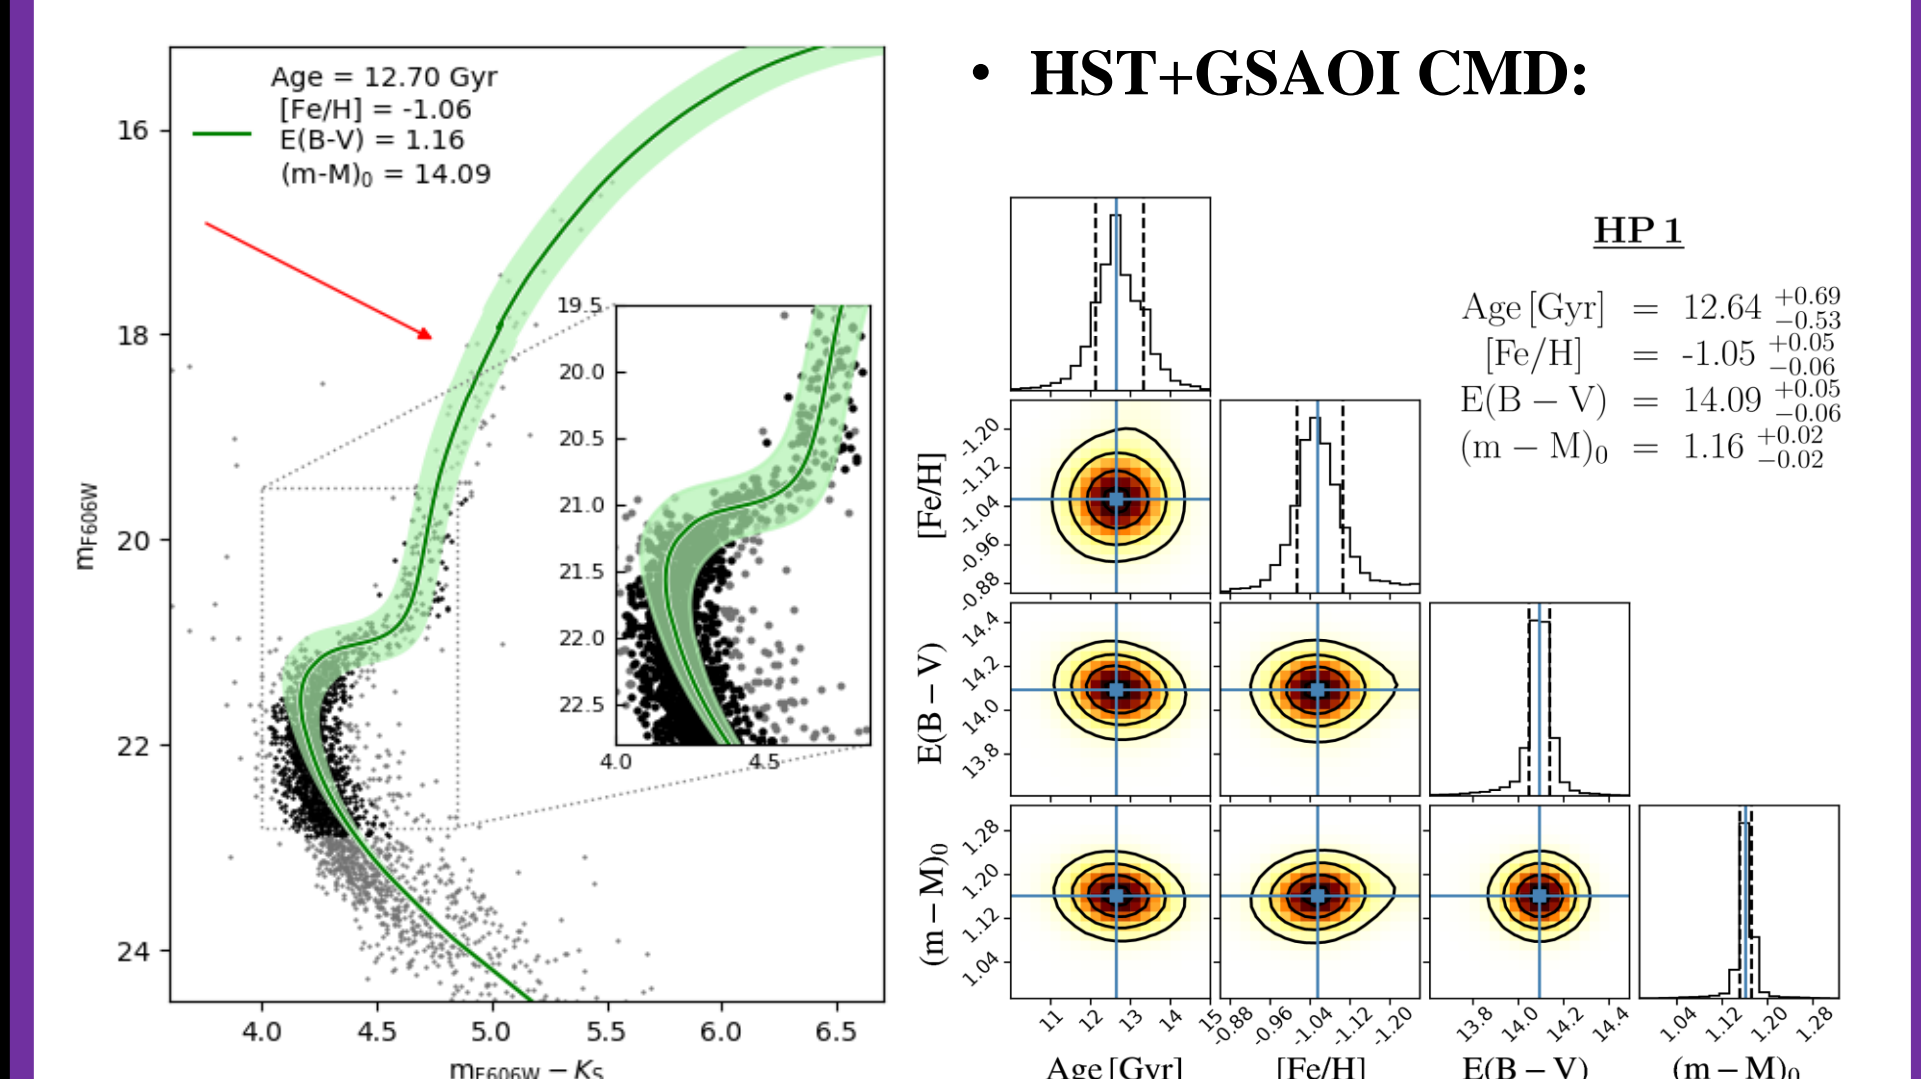 • HST+GSAOI CMD:
Age = 12.70 Gyr
[Fe/H] = -1.06
E(B-V) = 1.16
(m-M)₀ = 14.09
16
18
20
22
24
m_F606W
4.0 4.5 5.0 5.5 6.0 6.5
m_F606W − K_S
19.5
20.0
20.5
21.0
21.5
22.0
22.5
4.0 4.5
HP 1
Age [Gyr] = 12.64 +0.69 −0.53
[Fe/H] = -1.05 +0.05 −0.06
E(B − V) = 14.09 +0.05 −0.06
(m − M)₀ = 1.16 +0.02 −0.02
[Fe/H]
-1.20
-1.12
-1.04
-0.96
-0.88
E(B − V)
14.4
14.2
14.0
13.8
(m − M)₀
1.28
1.20
1.12
1.04
11 12 13 14 15
-0.88 -0.96 -1.04 -1.12 -1.20
13.8 14.0 14.2 14.4
1.04 1.12 1.20 1.28
Age [Gyr]
[Fe/H]
E(B − V)
(m − M)₀